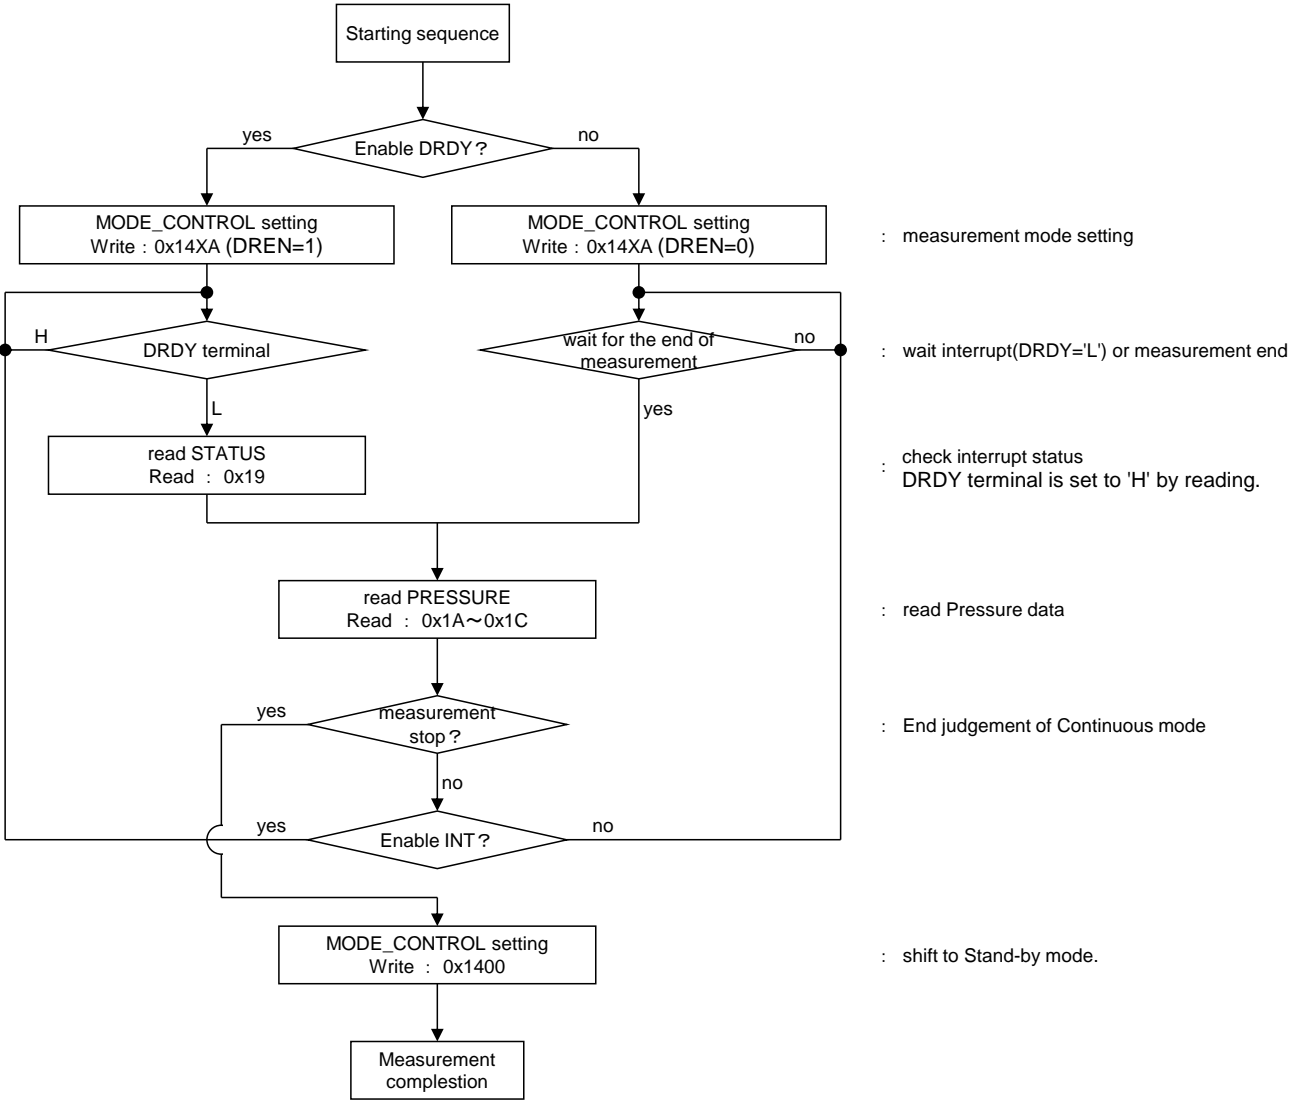 Starting sequence
yes
no
Enable DRDY？
MODE_CONTROL setting
Write：0x14XA (DREN=1)
MODE_CONTROL setting
Write：0x14XA (DREN=0)
： measurement mode setting
H
DRDY terminal
wait for the end of
measurement
no
： wait interrupt(DRDY='L') or measurement end
L
yes
read STATUS
Read ： 0x19
： check interrupt status
DRDY terminal is set to 'H' by reading.
read PRESSURE
Read ： 0x1A～0x1C
： read Pressure data
yes
measurement
stop？
： End judgement of Continuous mode
no
yes
Enable INT？
no
MODE_CONTROL setting
Write ： 0x1400
： shift to Stand-by mode.
Measurement
complestion